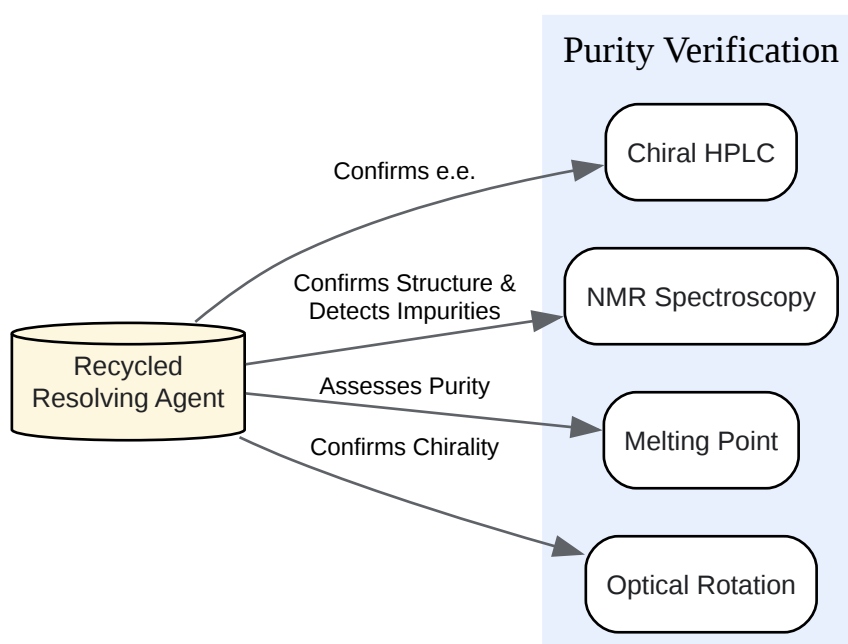 Purity Verification
Chiral HPLC
Confirms e.e.
NMR Spectroscopy
Confirms Structure &
Detects Impurities
Recycled
Resolving Agent
Assesses Purity
Melting Point
Confirms Chirality
Optical Rotation